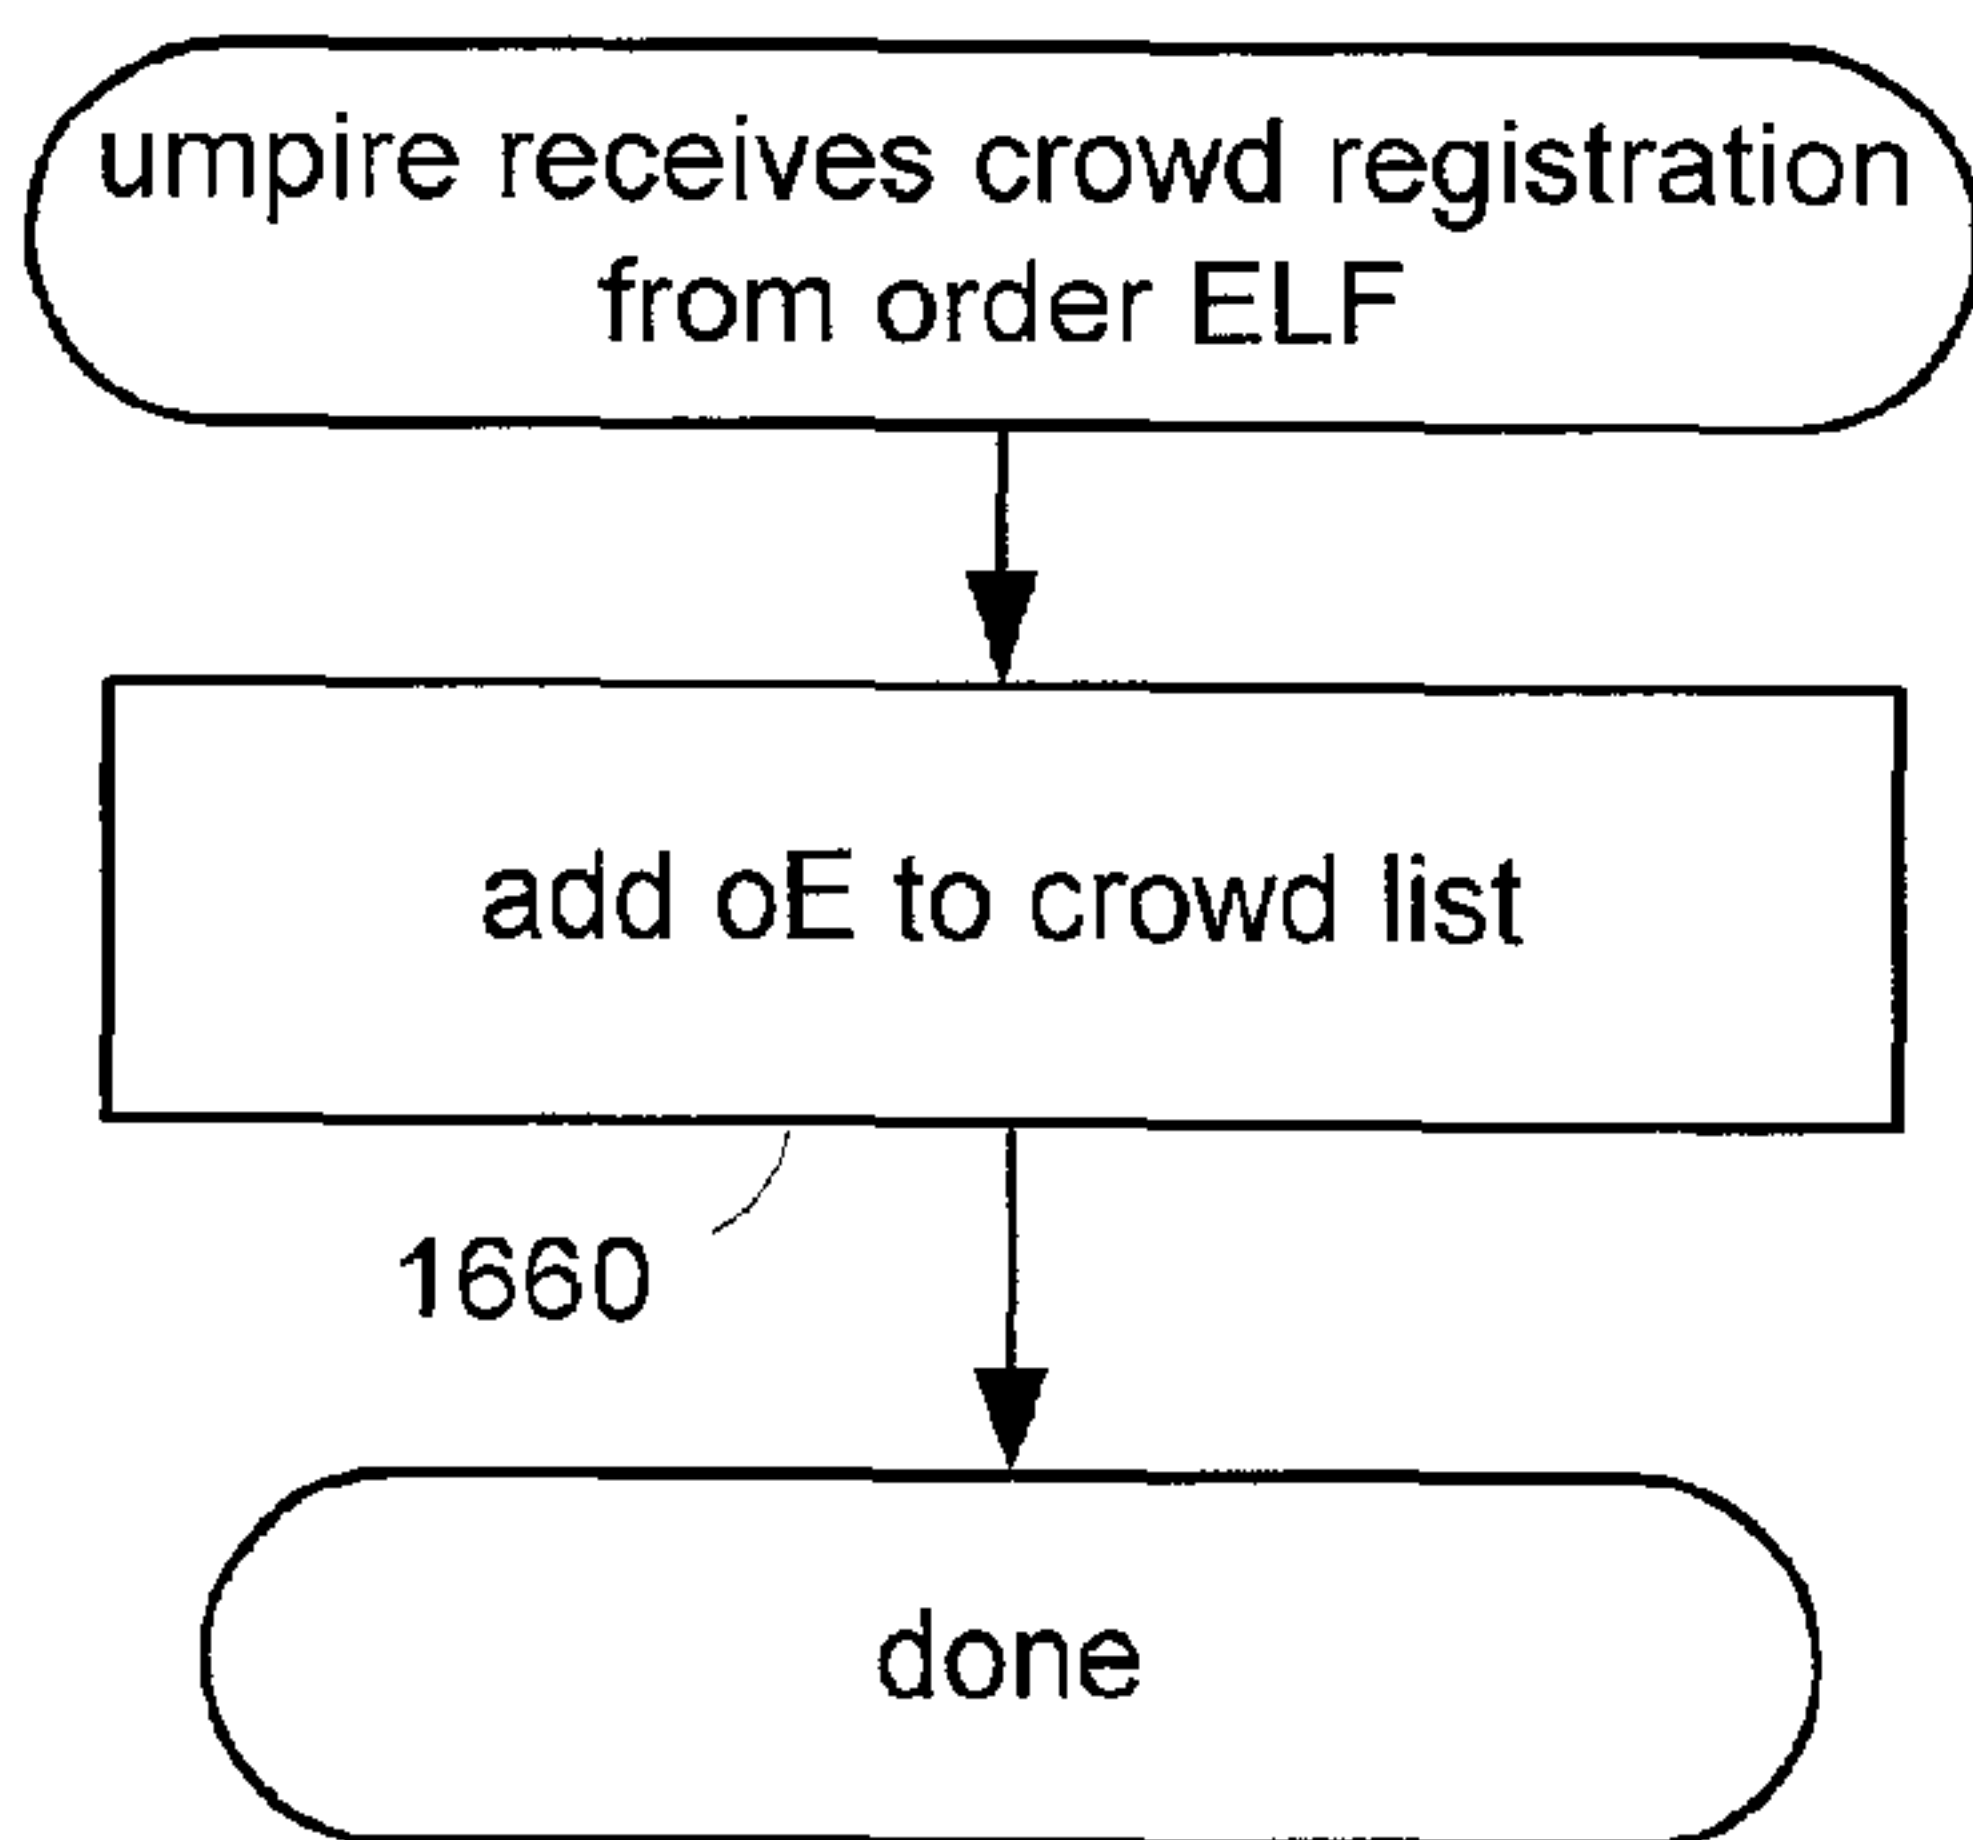 umpire receives crowd registration
from order ELF
add oE to crowd list
1660
done